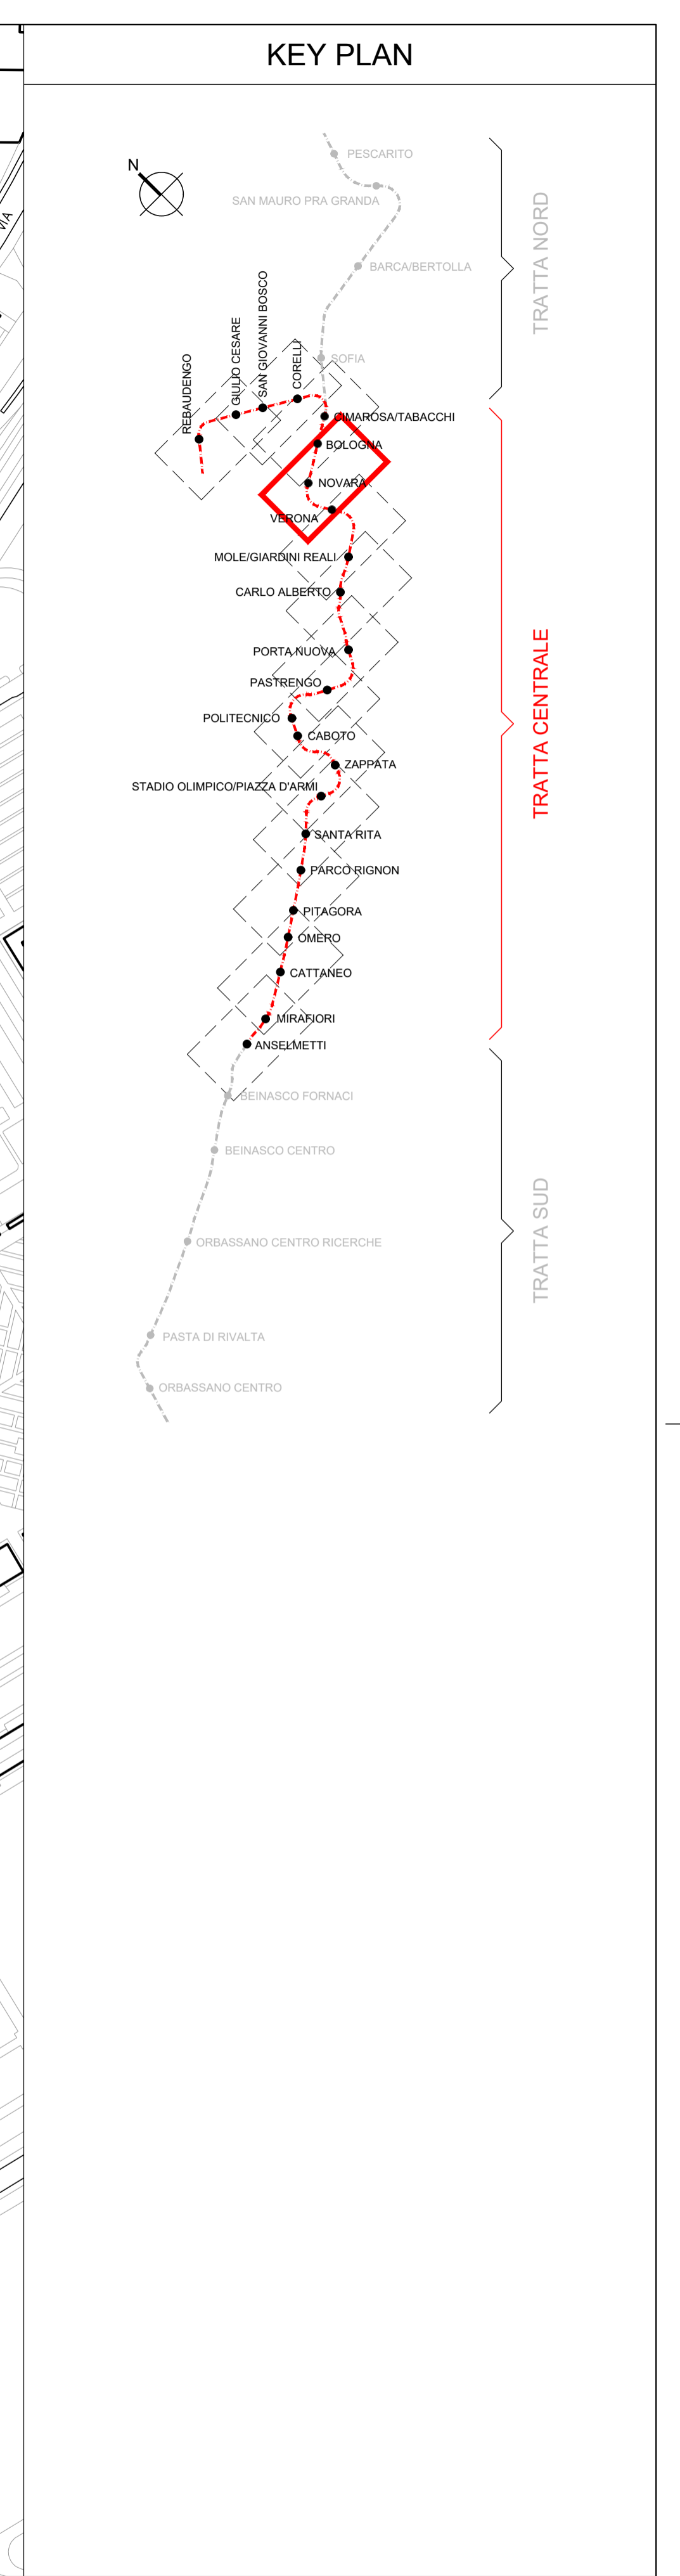 KEY PLAN
VIA
N
PESCARITO
SAN MAURO PRA GRANDA
BARCA/BERTOLLA
SOFIA
TRATTA NORD
REBAUDENGO
GIULIO CESARE
SAN GIOVANNI BOSCO
CORELLI
CIMAROSA/TABACCHI
BOLOGNA
NOVARA
VERONA
MOLE/GIARDINI REALI
CARLO ALBERTO
PORTA NUOVA
PASTRENGO
POLITECNICO
CABOTO
ZAPPATA
STADIO OLIMPICO/PIAZZA D'ARMI
SANTA RITA
PARCO RIGNON
PITAGORA
OMERO
CATTANEO
MIRAFIORI
ANSELMETTI
TRATTA CENTRALE
BEINASCO FORNACI
BEINASCO CENTRO
ORBASSANO CENTRO RICERCHE
PASTA DI RIVALTA
ORBASSANO CENTRO
TRATTA SUD